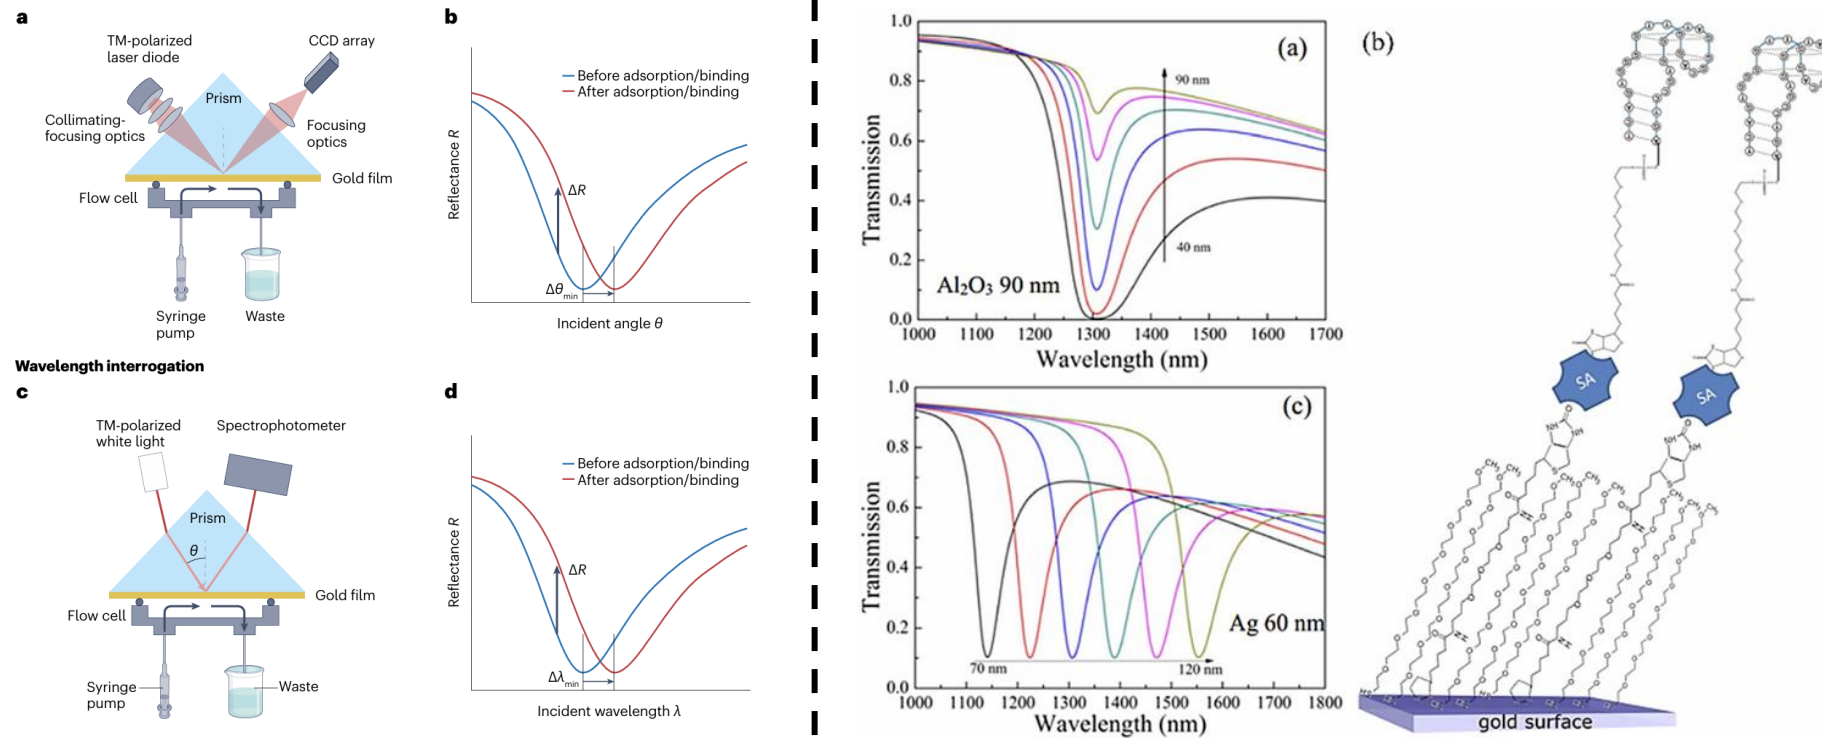 a
TM-polarized
laser diode
CCD array
Prism
Collimating-
focusing optics
Focusing
optics
Gold film
Flow cell
Syringe
pump
Waste
b
Before adsorption/binding
After adsorption/binding
Reflectance R
ΔR
Δθmin
Incident angle θ
Wavelength interrogation
c
TM-polarized
white light
Spectrophotometer
Prism
θ
Gold film
Flow cell
Syringe
pump
Waste
d
Before adsorption/binding
After adsorption/binding
Reflectance R
ΔR
Δλmin
Incident wavelength λ
(a)
1.0
0.8
0.6
0.4
0.2
0.0
Transmission
90 nm
40 nm
Al₂O₃ 90 nm
1000 1100 1200 1300 1400 1500 1600 1700
Wavelength (nm)
(c)
1.0
0.8
0.6
0.4
0.2
0.0
Transmission
Ag 60 nm
70 nm
120 nm
1000 1100 1200 1300 1400 1500 1600 1700 1800
Wavelength (nm)
(b)
SA
SA
gold surface